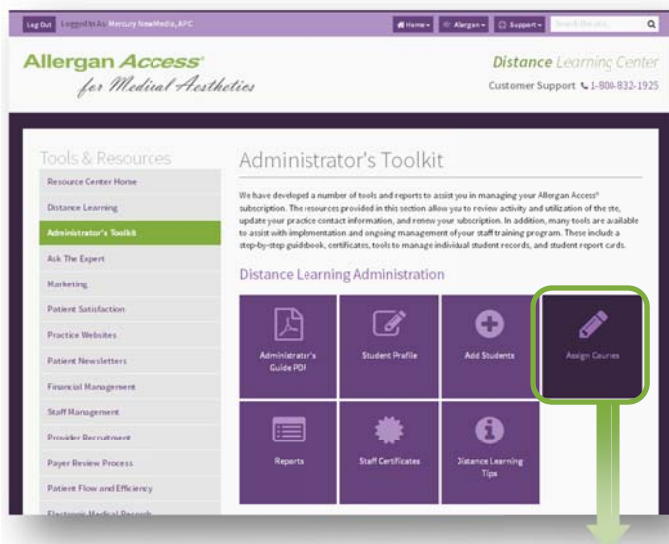 Log Out Logged In As: Mercury NewMedia, APC
Home Allergan Support Search the site...
Allergan Access®
for Medical Aesthetics
Distance Learning Center
Customer Support 1-800-832-1925
Tools & Resources
Resource Center Home
Distance Learning
Administrator's Toolkit
Ask The Expert
Marketing
Patient Satisfaction
Practice Websites
Patient Newsletters
Financial Management
Staff Management
Provider Recruitment
Payer Review Process
Patient Flow and Efficiency
Electronic Medical Records
Administrator's Toolkit
We have developed a number of tools and reports to assist you in managing your Allergan Access®
subscription. The resources provided in this section allow you to review activity and utilization of the site,
update your practice contact information, and renew your subscription. In addition, many tools are available
to assist with implementation and ongoing management of your staff training program. These include a
step-by-step guidebook, certificates, tools to manage individual student records, and student report cards.
Distance Learning Administration
Administrator's
Guide PDF
Student Profile
Add Students
Assign Courses
Reports
Staff Certificates
Distance Learning
Tips